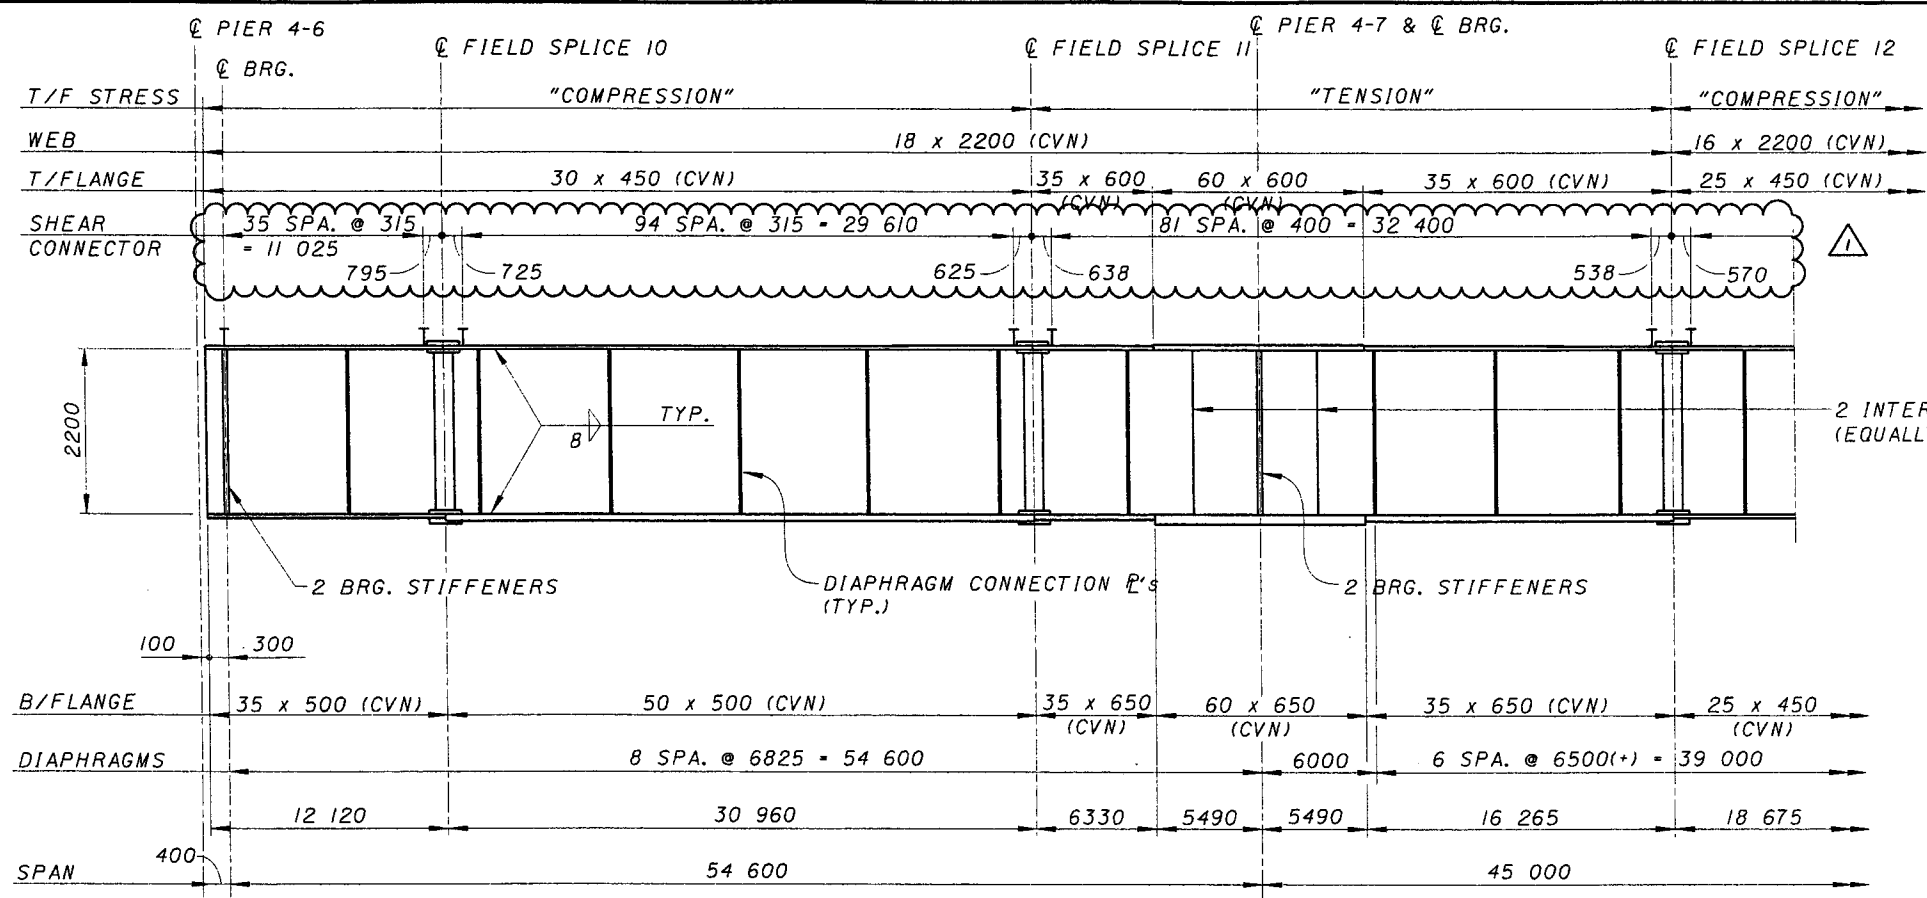 ℄ PIER 4-6
℄ PIER 4-7 & ℄ BRG.
℄ FIELD SPLICE 10
℄ FIELD SPLICE 11
℄ FIELD SPLICE 12
℄ BRG.
T/F STRESS
"COMPRESSION"
"TENSION"
"COMPRESSION"
WEB
18 x 2200 (CVN)
16 x 2200 (CVN)
T/FLANGE
30 x 450 (CVN)
35 x 600
(CVN)
60 x 600
(CVN)
35 x 600 (CVN)
25 x 450 (CVN)
SHEAR
CONNECTOR
35 SPA. @ 315
= 11 025
94 SPA. @ 315 = 29 610
81 SPA. @ 400 = 32 400
1
795
725
625
638
538
570
2200
8
TYP.
2 INTER
(EQUALL
2 BRG. STIFFENERS
DIAPHRAGM CONNECTION ⅊'s
(TYP.)
2 BRG. STIFFENERS
100
300
B/FLANGE
35 x 500 (CVN)
50 x 500 (CVN)
35 x 650
(CVN)
60 x 650
(CVN)
35 x 650 (CVN)
25 x 450
(CVN)
DIAPHRAGMS
8 SPA. @ 6825 = 54 600
6000
6 SPA. @ 6500(+) = 39 000
12 120
30 960
6330
5490
5490
16 265
18 675
SPAN
400
54 600
45 000